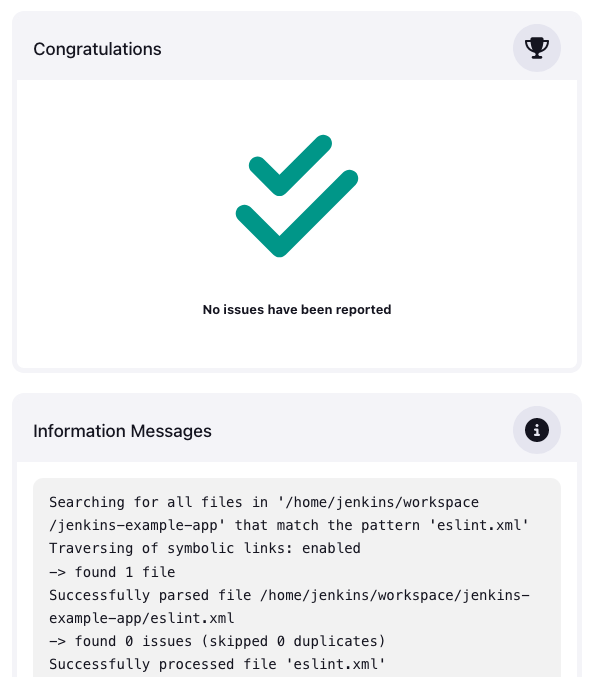 Congratulations
No issues have been reported
Information Messages
Searching for all files in '/home/jenkins/workspace
/jenkins-example-app' that match the pattern 'eslint.xml'
Traversing of symbolic links: enabled
-> found 1 file
Successfully parsed file /home/jenkins/workspace/jenkins-
example-app/eslint.xml
-> found 0 issues (skipped 0 duplicates)
Successfully processed file 'eslint.xml'